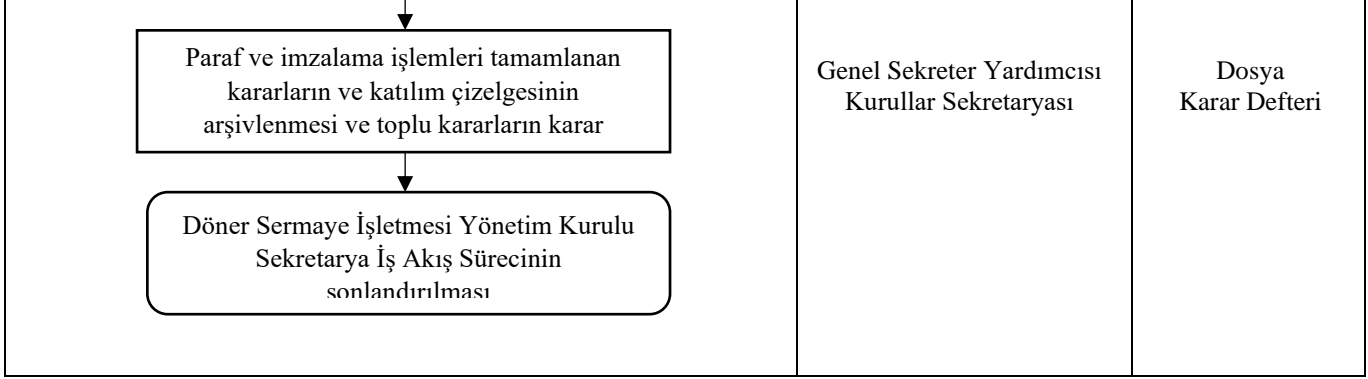 Paraf ve imzalama işlemleri tamamlanan
kararların ve katılım çizelgesinin
arşivlenmesi ve toplu kararların karar
Genel Sekreter Yardımcısı
Kurullar Sekretaryası
Dosya
Karar Defteri
Döner Sermaye İşletmesi Yönetim Kurulu
Sekretarya İş Akış Sürecinin
sonlandırılması